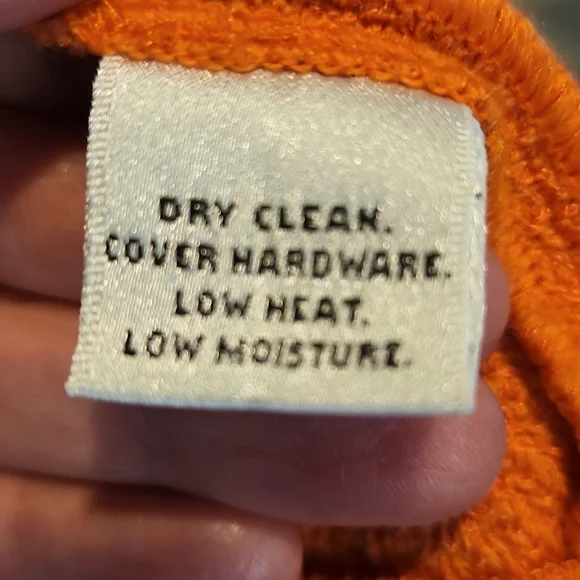 DRY CLEAN.
COVER HARDWARE.
LOW HEAT.
LOW MOISTURE.